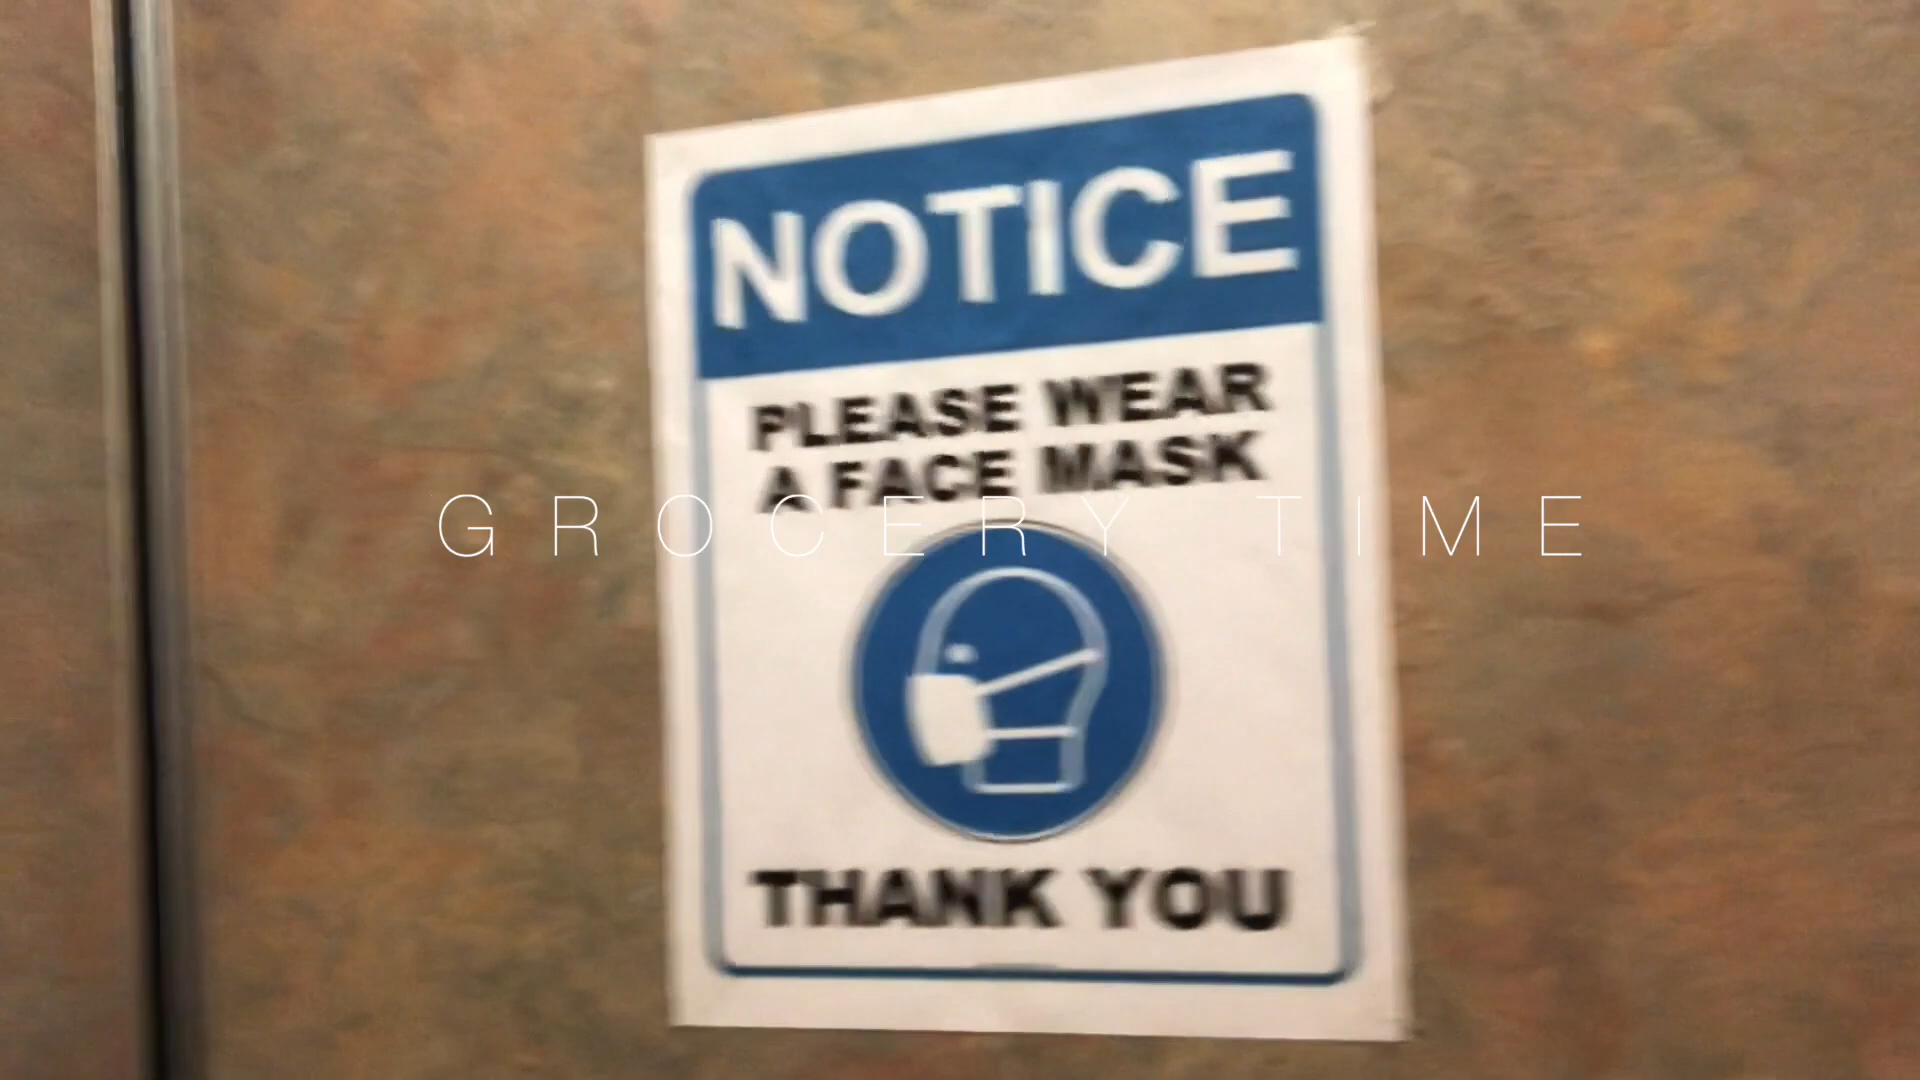 NOTICE
PLEASE WEAR
A FACE MASK
GROCERY TIME
THANK YOU